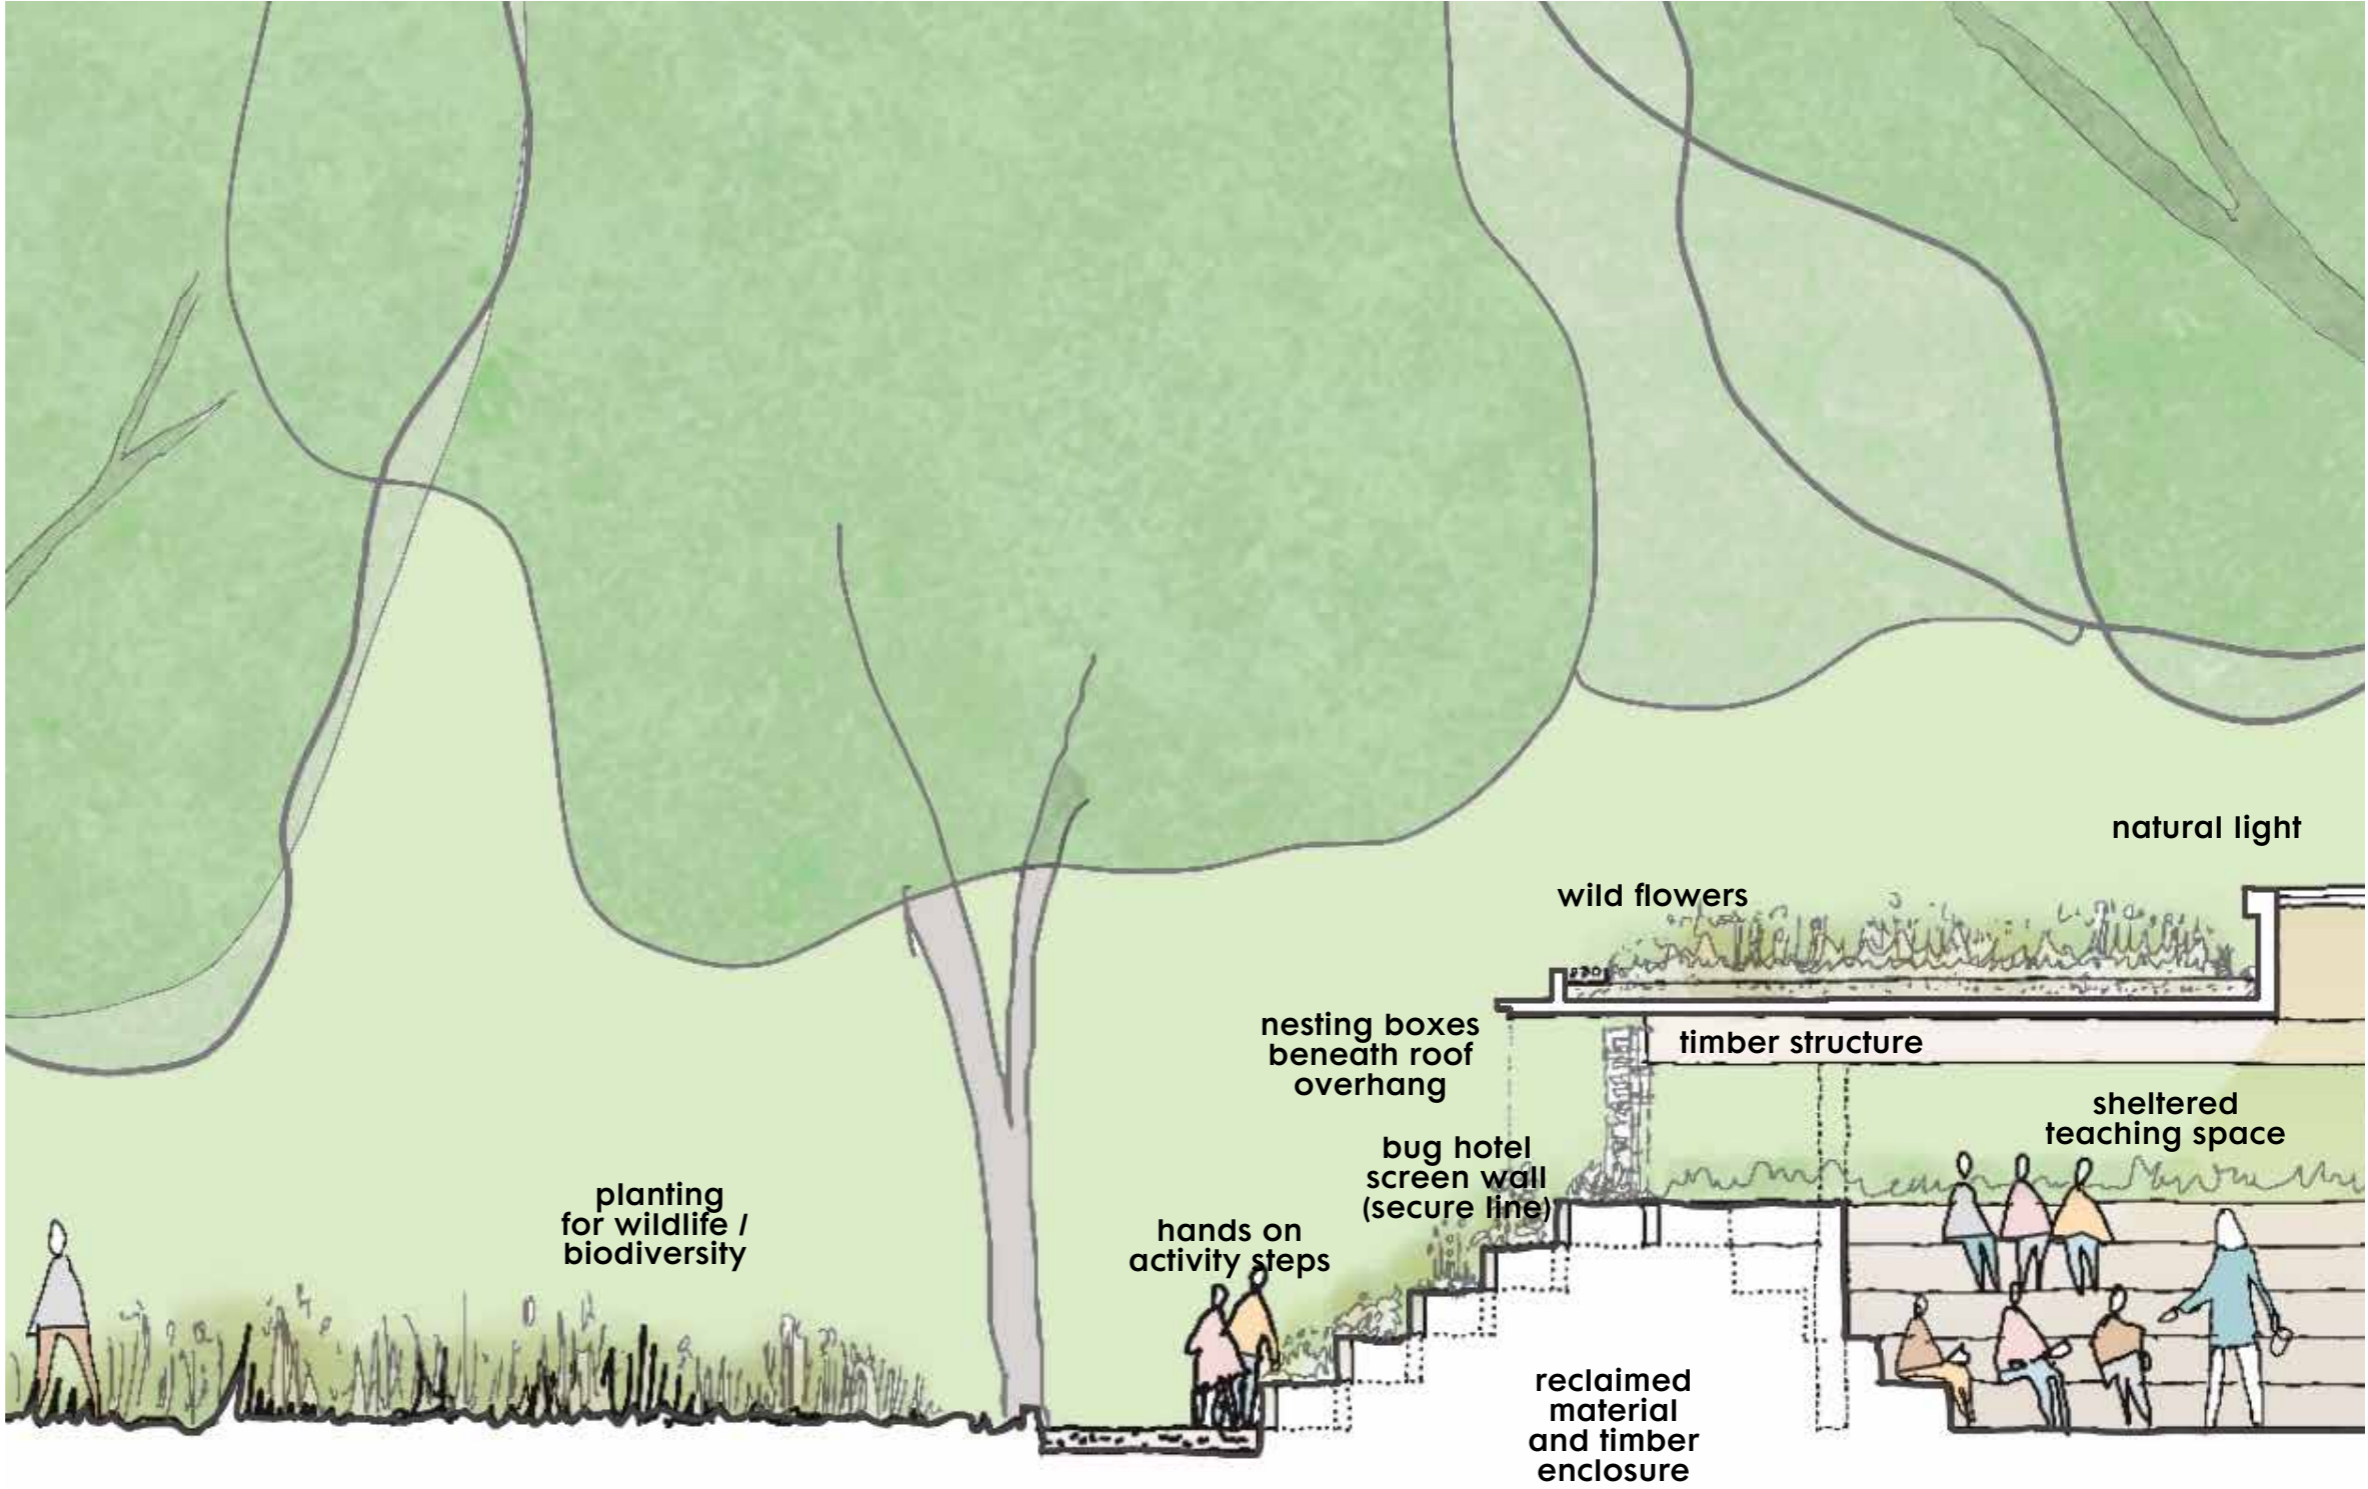 natural light
wild flowers
nesting boxes
beneath roof
overhang
timber structure
sheltered
teaching space
bug hotel
screen wall
(secure line)
planting
for wildlife /
biodiversity
hands on
activity steps
reclaimed
material
and timber
enclosure